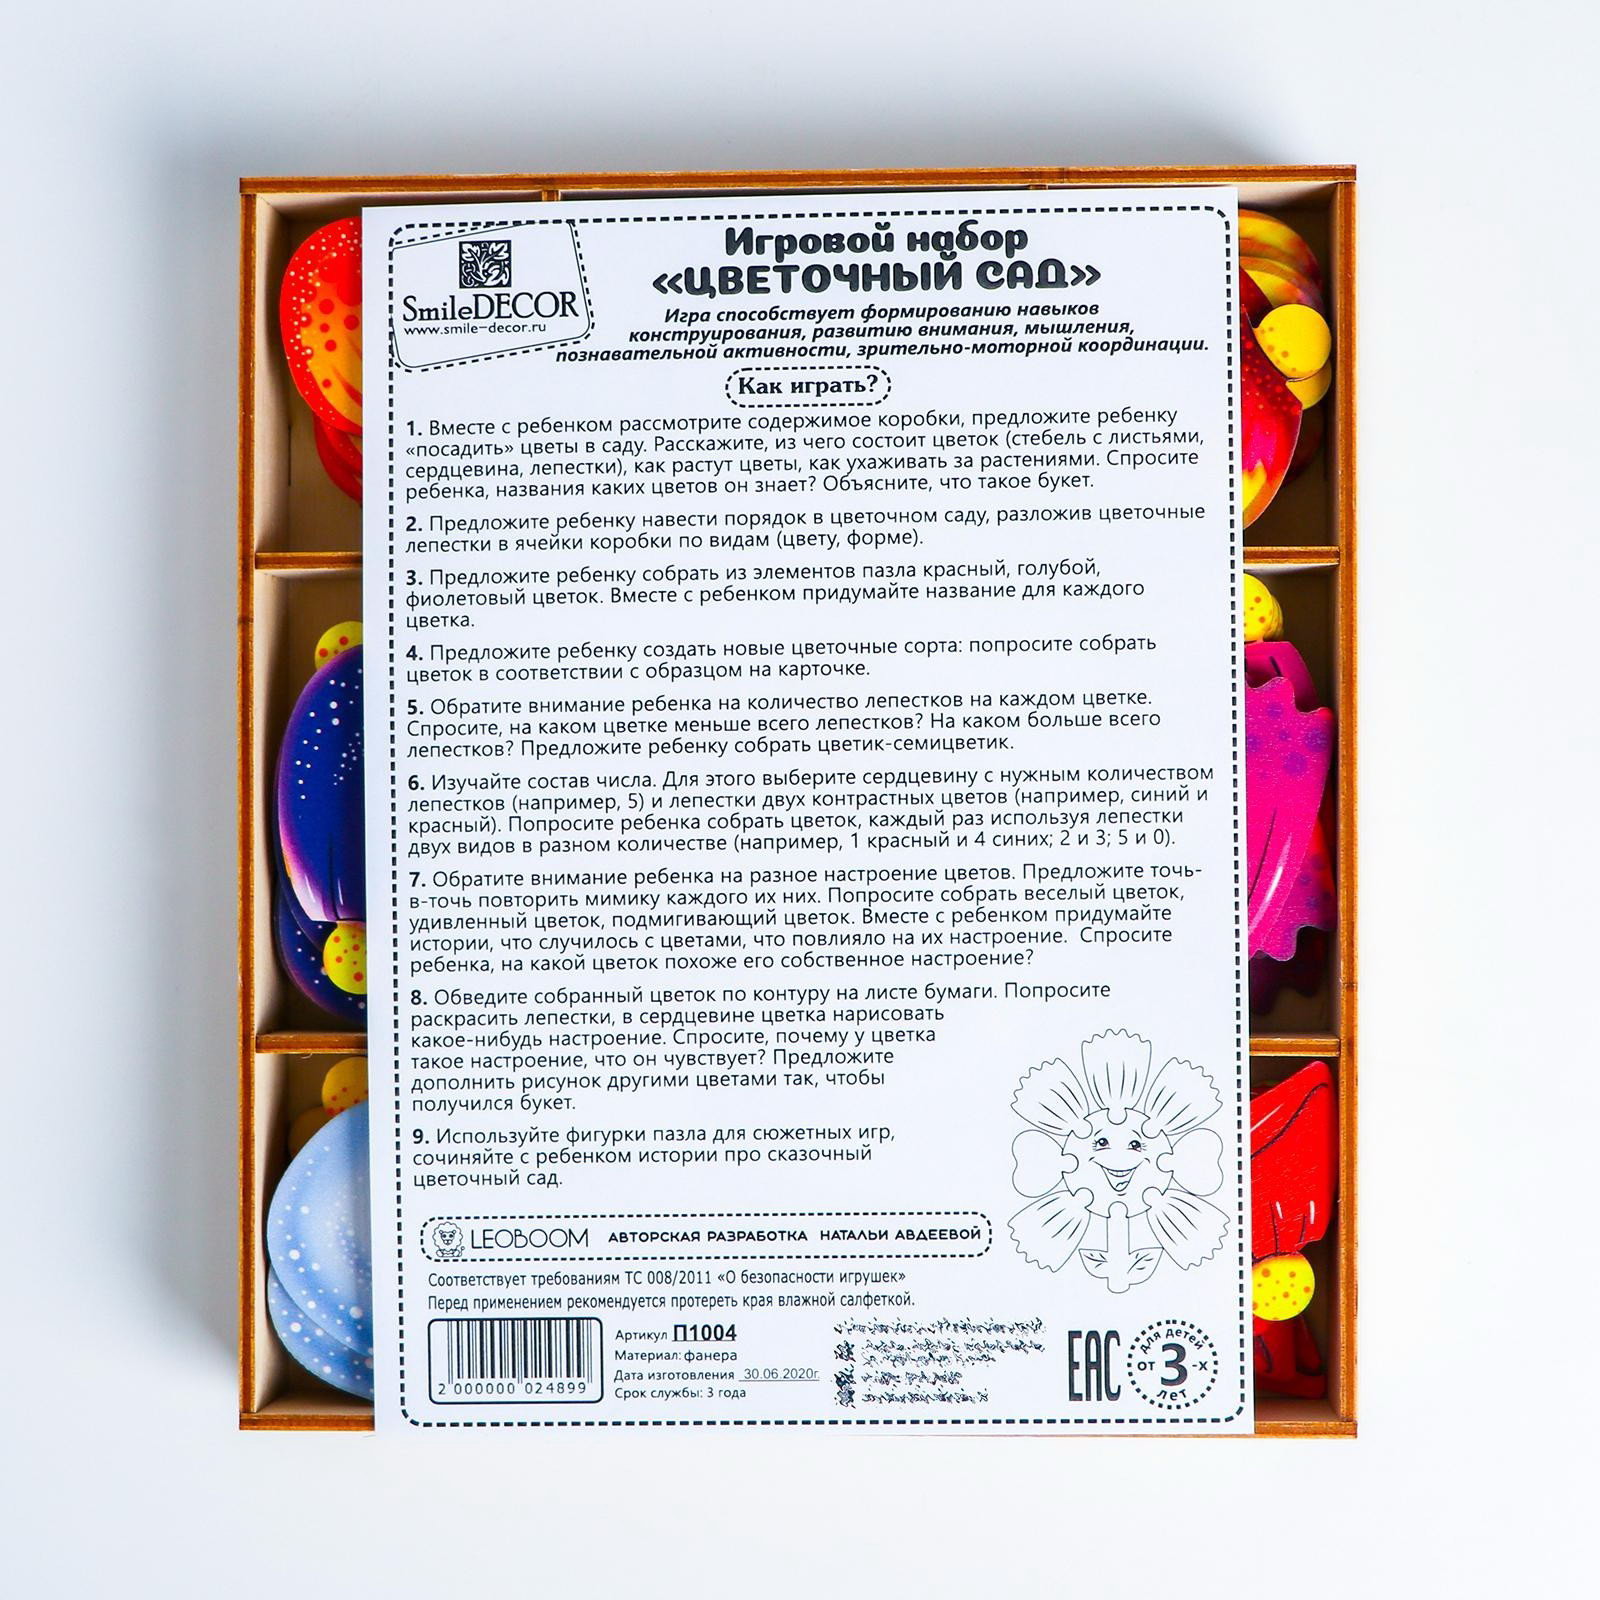 SmileDECOR
www.smile-decor.ru
Игровой набор
«ЦВЕТОЧНЫЙ САД»
Игра способствует формированию навыков
конструирования, развитию внимания, мышления,
познавательной активности, зрительно-моторной координации.
Как играть?
1. Вместе с ребенком рассмотрите содержимое коробки, предложите ребенку
«посадить» цветы в саду. Расскажите, из чего состоит цветок (стебель с листьями,
сердцевина, лепестки), как растут цветы, как ухаживать за растениями. Спросите
ребенка, названия каких цветов он знает? Объясните, что такое букет.
2. Предложите ребенку навести порядок в цветочном саду, разложив цветочные
лепестки в ячейки коробки по видам (цвету, форме).
3. Предложите ребенку собрать из элементов пазла красный, голубой,
фиолетовый цветок. Вместе с ребенком придумайте название для каждого
цветка.
4. Предложите ребенку создать новые цветочные сорта: попросите собрать
цветок в соответствии с образцом на карточке.
5. Обратите внимание ребенка на количество лепестков на каждом цветке.
Спросите, на каком цветке меньше всего лепестков? На каком больше всего
лепестков? Предложите ребенку собрать цветик-семицветик.
6. Изучайте состав числа. Для этого выберите сердцевину с нужным количеством
лепестков (например, 5) и лепестки двух контрастных цветов (например, синий и
красный). Попросите ребенка собрать цветок, каждый раз используя лепестки
двух видов в разном количестве (например, 1 красный и 4 синих; 2 и 3; 5 и 0).
7. Обратите внимание ребенка на разное настроение цветов. Предложите точь-
в-точь повторить мимику каждого их них. Попросите собрать веселый цветок,
удивленный цветок, подмигивающий цветок. Вместе с ребенком придумайте
истории, что случилось с цветами, что повлияло на их настроение. Спросите
ребенка, на какой цветок похоже его собственное настроение?
8. Обведите собранный цветок по контуру на листе бумаги. Попросите
раскрасить лепестки, в сердцевине цветка нарисовать
какое-нибудь настроение. Спросите, почему у цветка
такое настроение, что он чувствует? Предложите
дополнить рисунок другими цветами так, чтобы
получился букет.
9. Используйте фигурки пазла для сюжетных игр,
сочиняйте с ребенком истории про сказочный
цветочный сад.
LEOBOOM АВТОРСКАЯ РАЗРАБОТКА НАТАЛЬИ АВДЕЕВОЙ
Соответствует требованиям ТС 008/2011 «О безопасности игрушек»
Перед применением рекомендуется протереть края влажной салфеткой.
2 000000 024899
Артикул П1004
Материал: фанера
Дата изготовления 30.06.2020г.
Срок службы: 3 года
EAC
для детей
от 3-х
лет